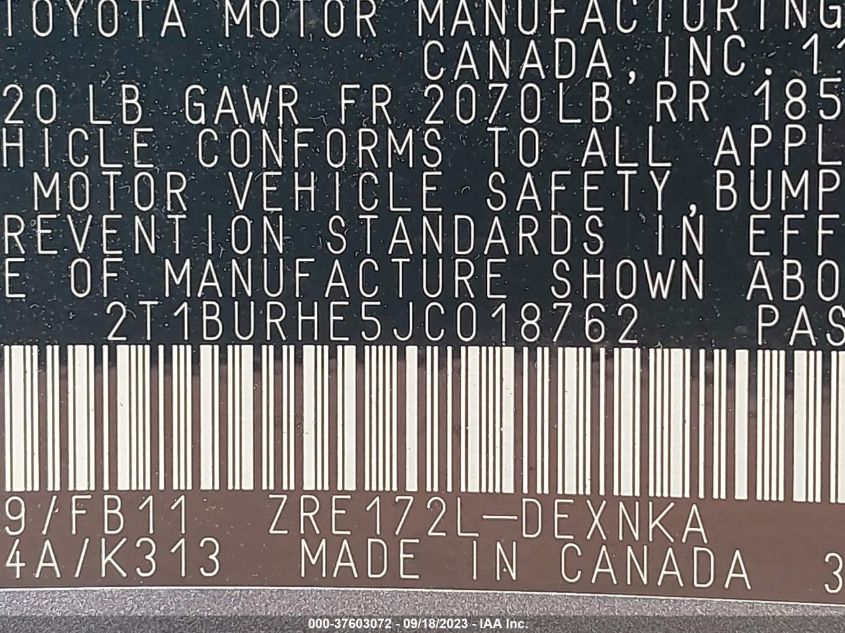 TOYOTA MOTOR MANUFACTURING
CANADA, INC. 11
20 LB GAWR FR 2070LB RR 185
HICLE CONFORMS TO ALL APPL
MOTOR VEHICLE SAFETY, BUMP
REVENTION STANDARDS IN EFF
E OF MANUFACTURE SHOWN ABO
2T1BURHE5JC018762 PAS
9/FB11 ZRE172L-DEXNKA
4A/K313 MADE IN CANADA 3
000-37603072 - 09/18/2023 - IAA Inc.